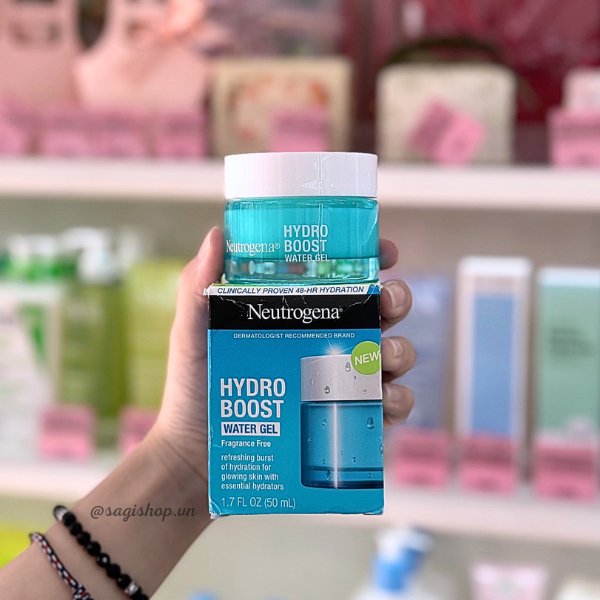 HYDRO
Neutrogena® BOOST
WATER GEL
CLINICALLY PROVEN 48-HR HYDRATION
Neutrogena®
DERMATOLOGIST RECOMMENDED BRAND
NEW
HYDRO
BOOST
WATER GEL
Fragrance Free
refreshing burst
of hydration for
glowing skin with
essential hydrators
1.7 FL OZ (50 mL)
@sagishop.vn